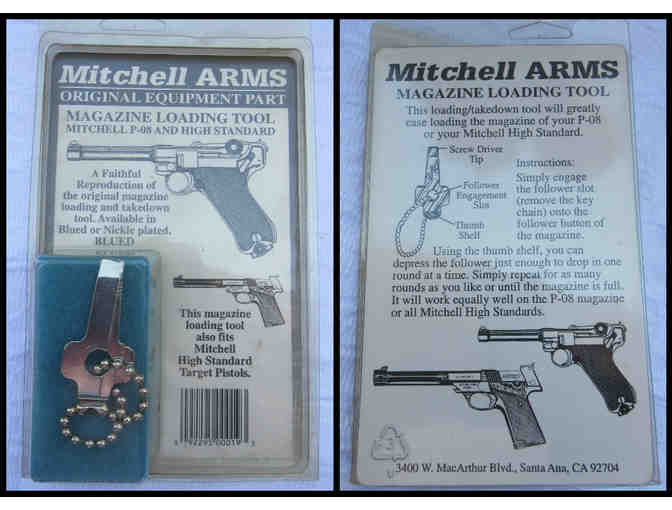 Mitchell ARMS
ORIGINAL EQUIPMENT PART
MAGAZINE LOADING TOOL
MITCHELL P-08 AND HIGH STANDARD
A Faithful
Reproduction of
the original magazine
loading and takedown
tool. Available in
Blued or Nickle plated.
BLUED
This magazine
loading tool
also fits
Mitchell
High Standard
Target Pistols.
Mitchell ARMS
MAGAZINE LOADING TOOL
This loading/takedown tool will greatly
ease loading the magazine of your P-08
or your Mitchell High Standard.
Screw Driver
Tip
Follower
Engagement
Slot
Thumb
Shelf
Instructions:
Simply engage
the follower slot
(remove the key
chain) onto the
follower button of
the magazine.
Using the thumb shelf, you can
depress the follower just enough to drop in one
round at a time. Simply repeat for as many
rounds as you like or until the magazine is full.
It will work equally well on the P-08 magazine
or all Mitchell High Standards.
3400 W. MacArthur Blvd., Santa Ana, CA 92704